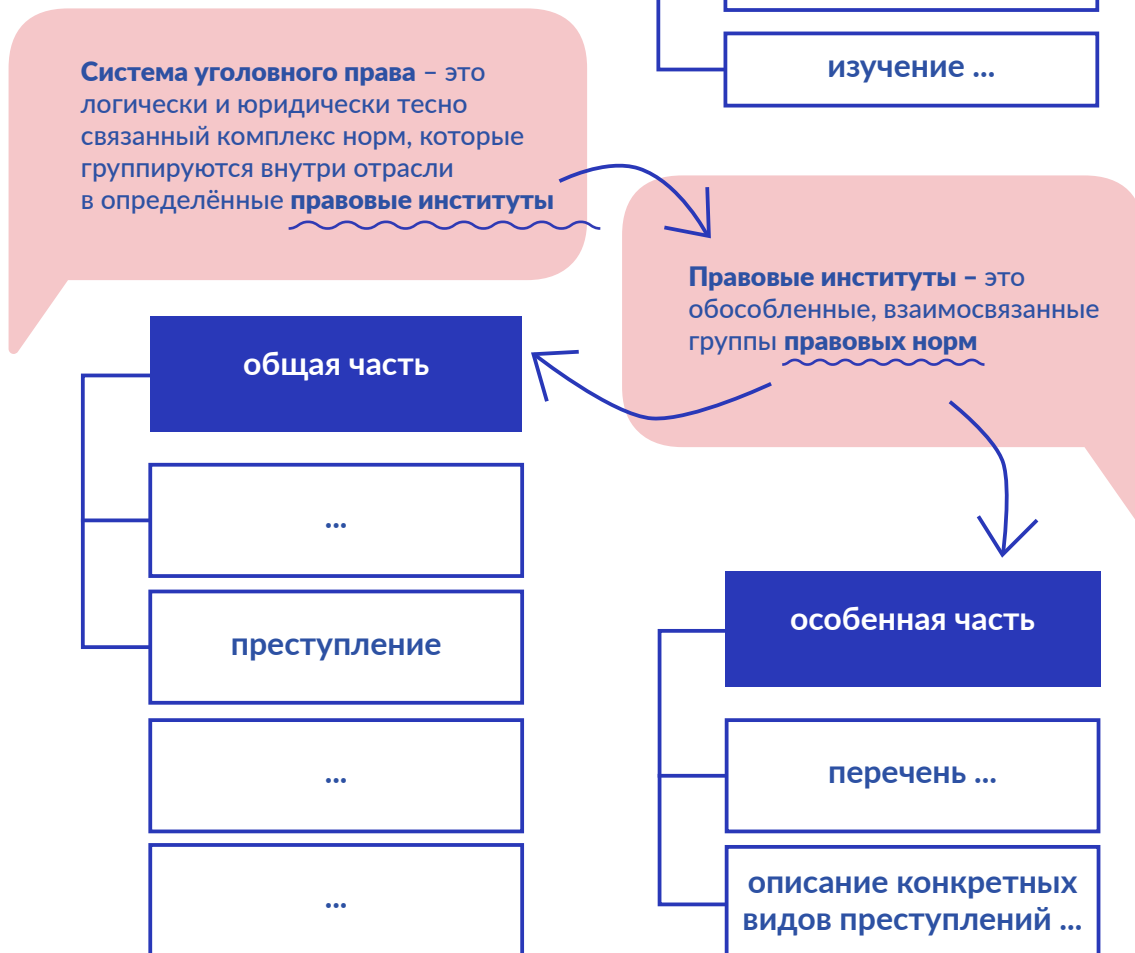 изучение ...
Система уголовного права – это
логически и юридически тесно
связанный комплекс норм, которые
группируются внутри отрасли
в определённые правовые институты
Правовые институты – это
обособленные, взаимосвязанные
группы правовых норм
общая часть
...
преступление
...
...
особенная часть
перечень ...
описание конкретных
видов преступлений ...